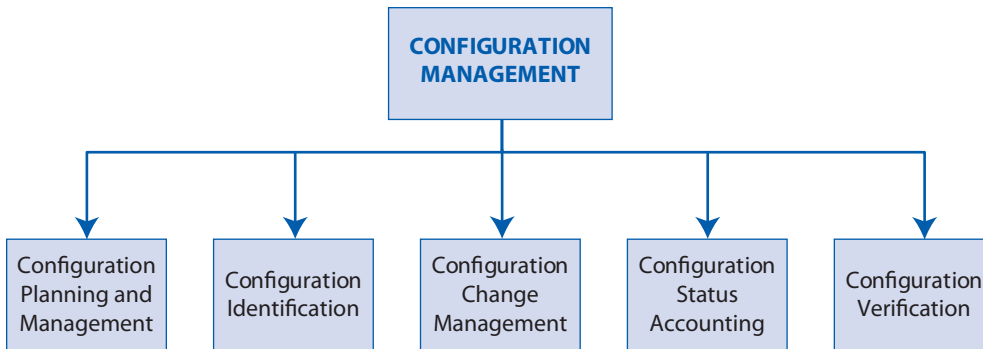 CONFIGURATION
MANAGEMENT
Configuration
Planning and
Management
Configuration
Identification
Configuration
Change
Management
Configuration
Status
Accounting
Configuration
Verification